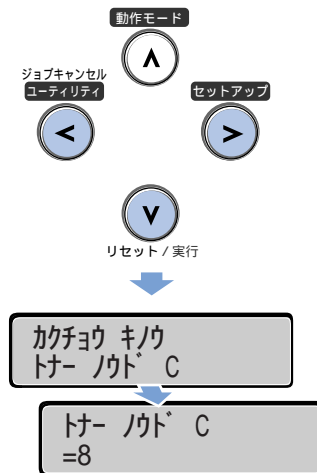 動作モード
ジョブキャンセル
ユーティリティ
セットアップ
リセット / 実行
カクチョウ キノウ
トナー ノウド C
トナー ノウド C
=8